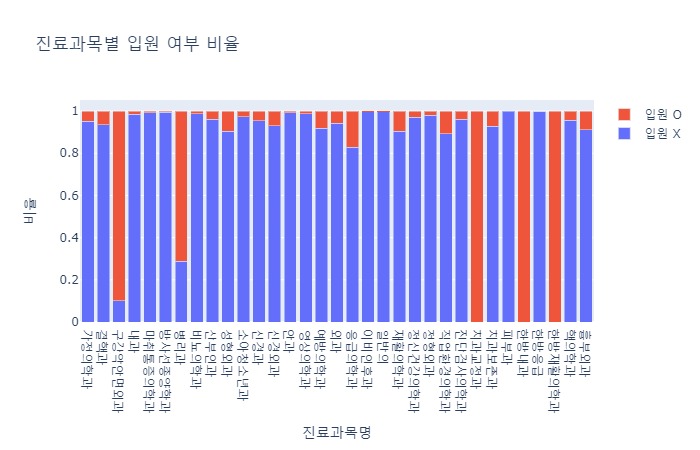 진료과목별 입원 여부 비율
입원 O
입원 X
비율
1
0.8
0.6
0.4
0.2
0
가정의학과
결핵과
구강악안면외과
내과
마취통증의학과
방사선종양학과
병리과
비뇨의학과
산부인과
성형외과
소아청소년과
신경과
신경외과
안과
영상의학과
예방의학과
외과
응급의학과
이비인후과
일반의
재활의학과
정신건강의학과
정형외과
직업환경의학과
진단검사의학과
치과교정과
치과보존과
피부과
한방내과
한방응급
한방재활의학과
핵의학과
흉부외과
진료과목명